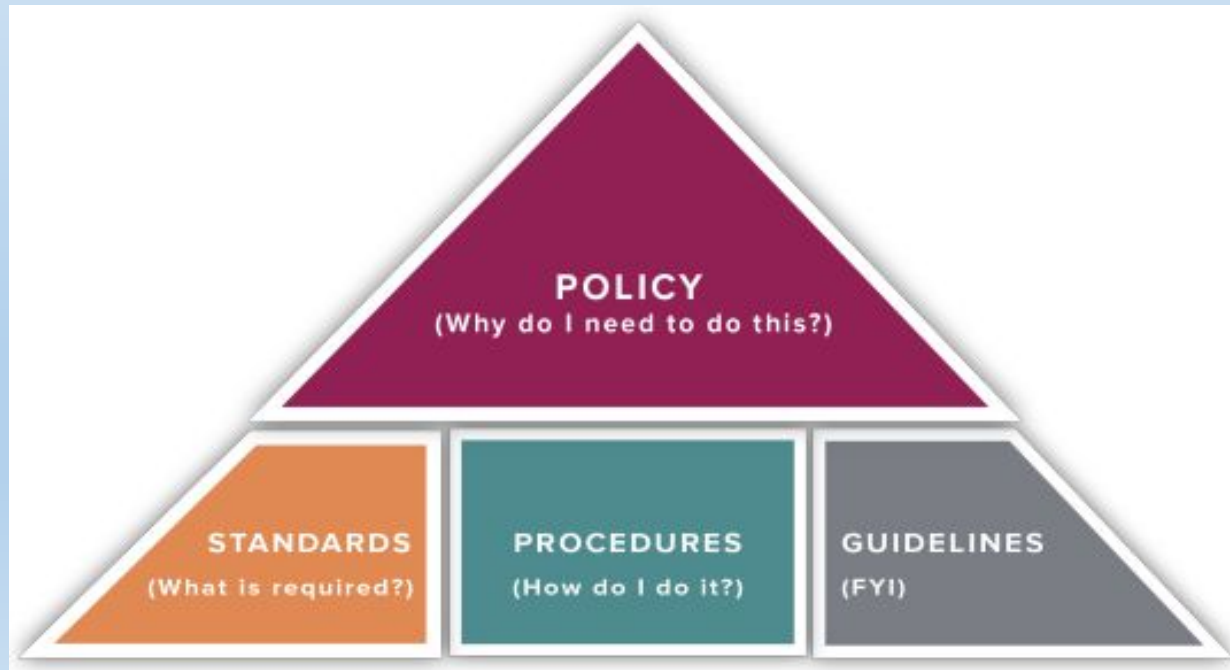 POLICY
(Why do I need to do this?)
STANDARDS
(What is required?)
PROCEDURES
(How do I do it?)
GUIDELINES
(FYI)